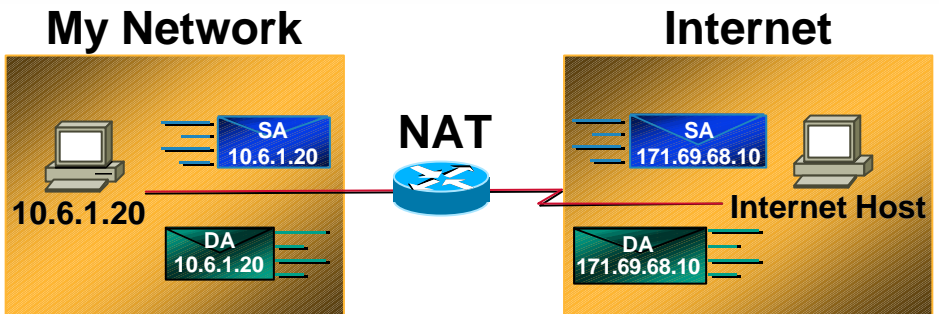 My Network
Internet
NAT
SA
10.6.1.20
SA
171.69.68.10
10.6.1.20
Internet Host
DA
10.6.1.20
DA
171.69.68.10